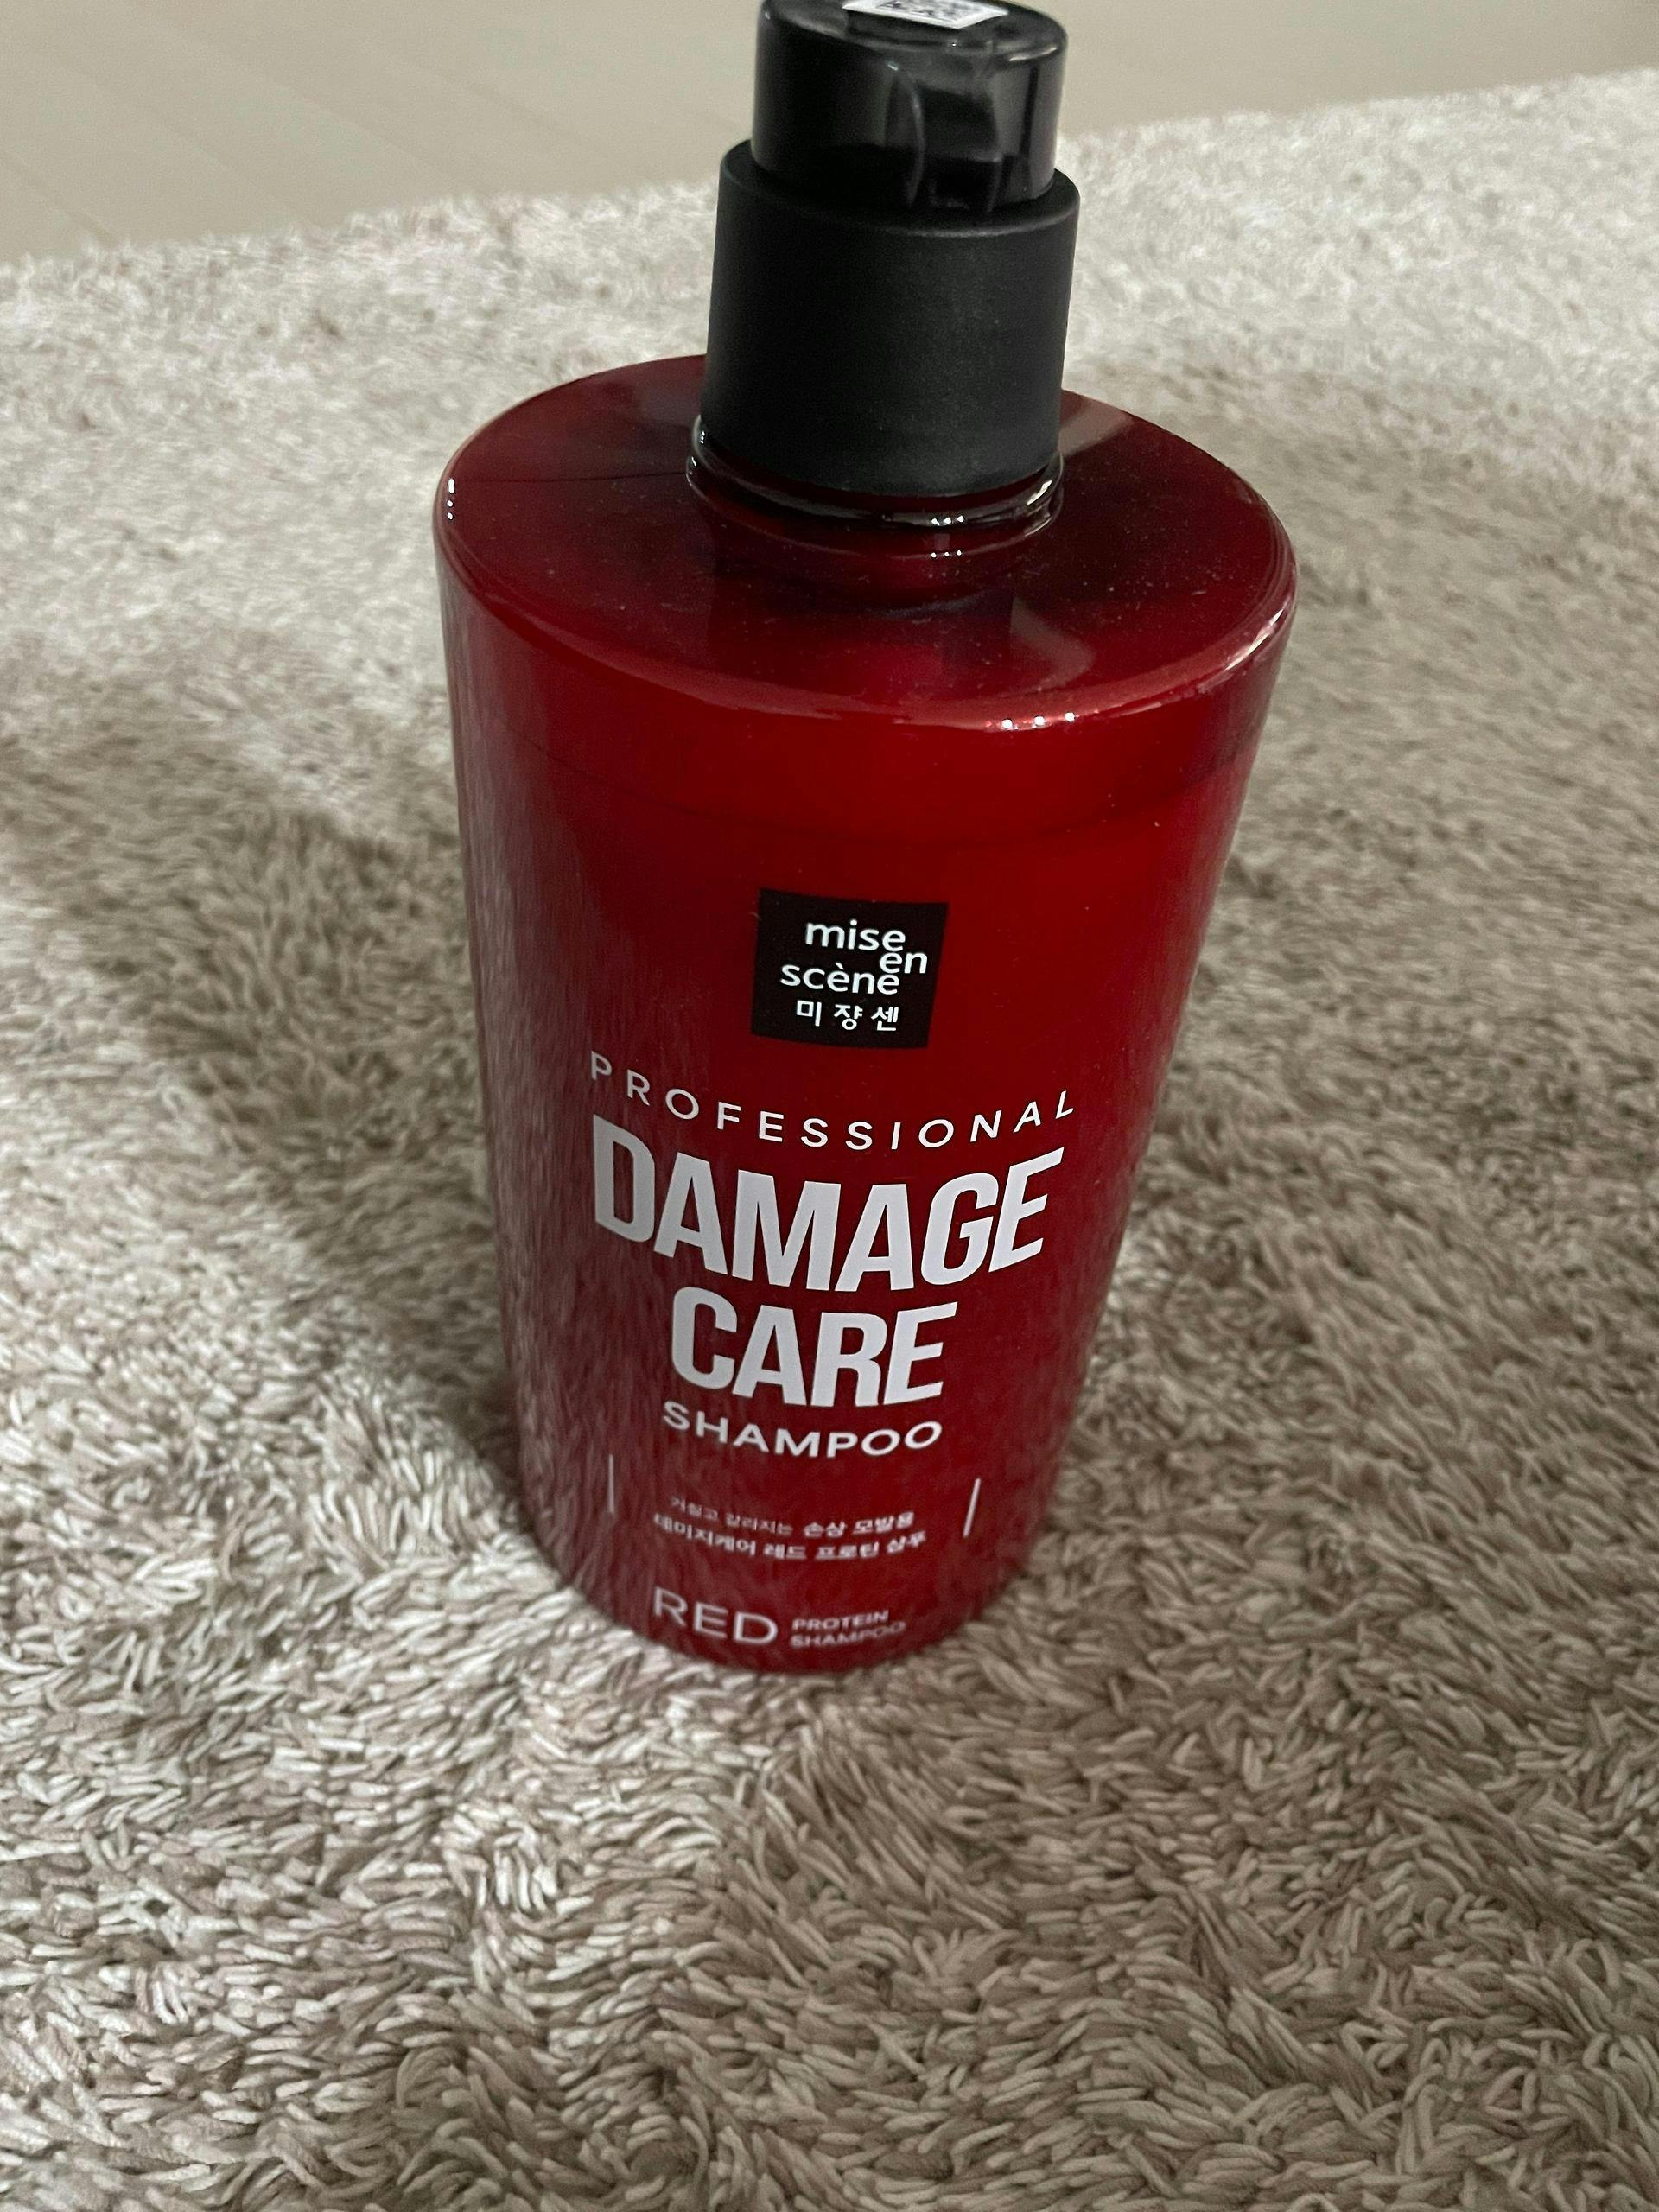 mise
en
scène
미쟝센
PROFESSIONAL
DAMAGE
CARE
SHAMPOO
거칠고 갈라지는 손상 모발용
데미지케어 레드 프로틴 샴푸
RED PROTEIN
SHAMPOO